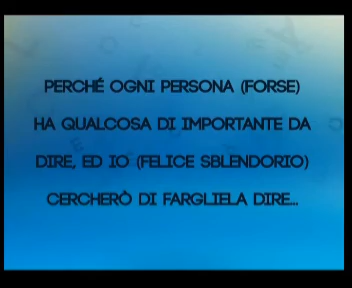 PERCHÉ OGNI PERSONA (FORSE)
HA QUALCOSA DI IMPORTANTE DA
DIRE, ED IO (FELICE SBLENDORIO)
CERCHERÒ DI FARGLIELA DIRE...